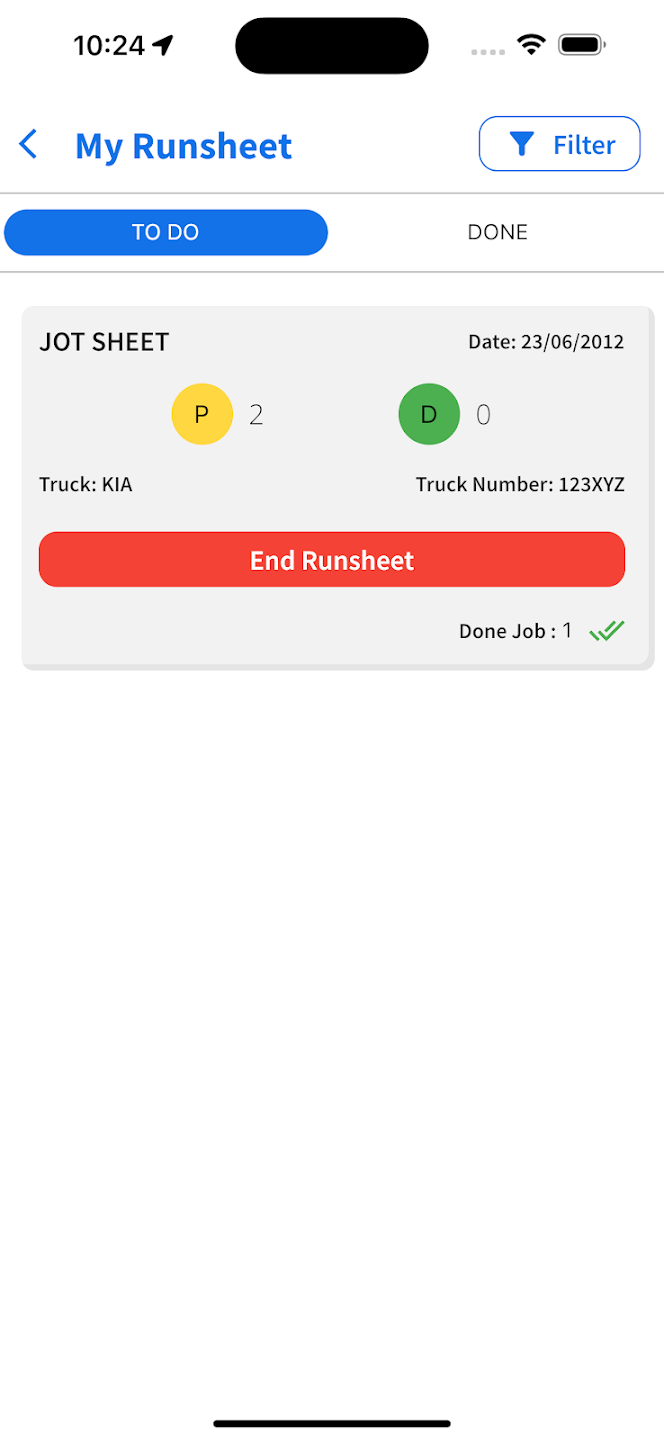 10:24
My Runsheet
Filter
TO DO
DONE
JOT SHEET
Date: 23/06/2012
P 2
D 0
Truck: KIA
Truck Number: 123XYZ
End Runsheet
Done Job : 1